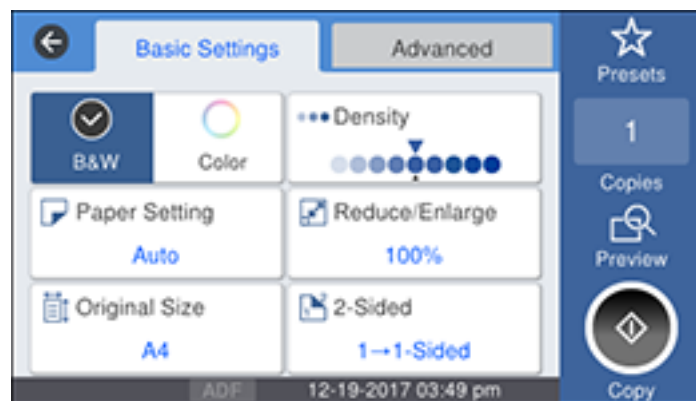 Basic Settings
Advanced
Presets
B&W
Color
Density
1
Copies
Paper Setting
Auto
Reduce/Enlarge
100%
Preview
Original Size
A4
2-Sided
1→1-Sided
ADF
12-19-2017 03:49 pm
Copy